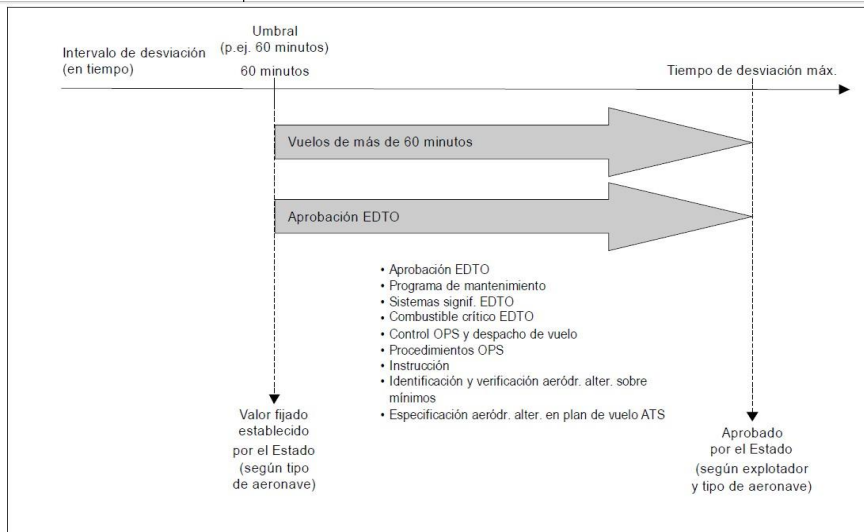 Intervalo de desviación
(en tiempo)
Umbral
(p.ej. 60 minutos)
60 minutos
Tiempo de desviación máx.
Vuelos de más de 60 minutos
Aprobación EDTO
• Aprobación EDTO
• Programa de mantenimiento
• Sistemas signif. EDTO
• Combustible crítico EDTO
• Control OPS y despacho de vuelo
• Procedimientos OPS
• Instrucción
• Identificación y verificación aeródr. alter. sobre
mínimos
• Especificación aeródr. alter. en plan de vuelo ATS
Valor fijado
establecido
por el Estado
(según tipo
de aeronave)
Aprobado
por el Estado
(según explotador
y tipo de aeronave)